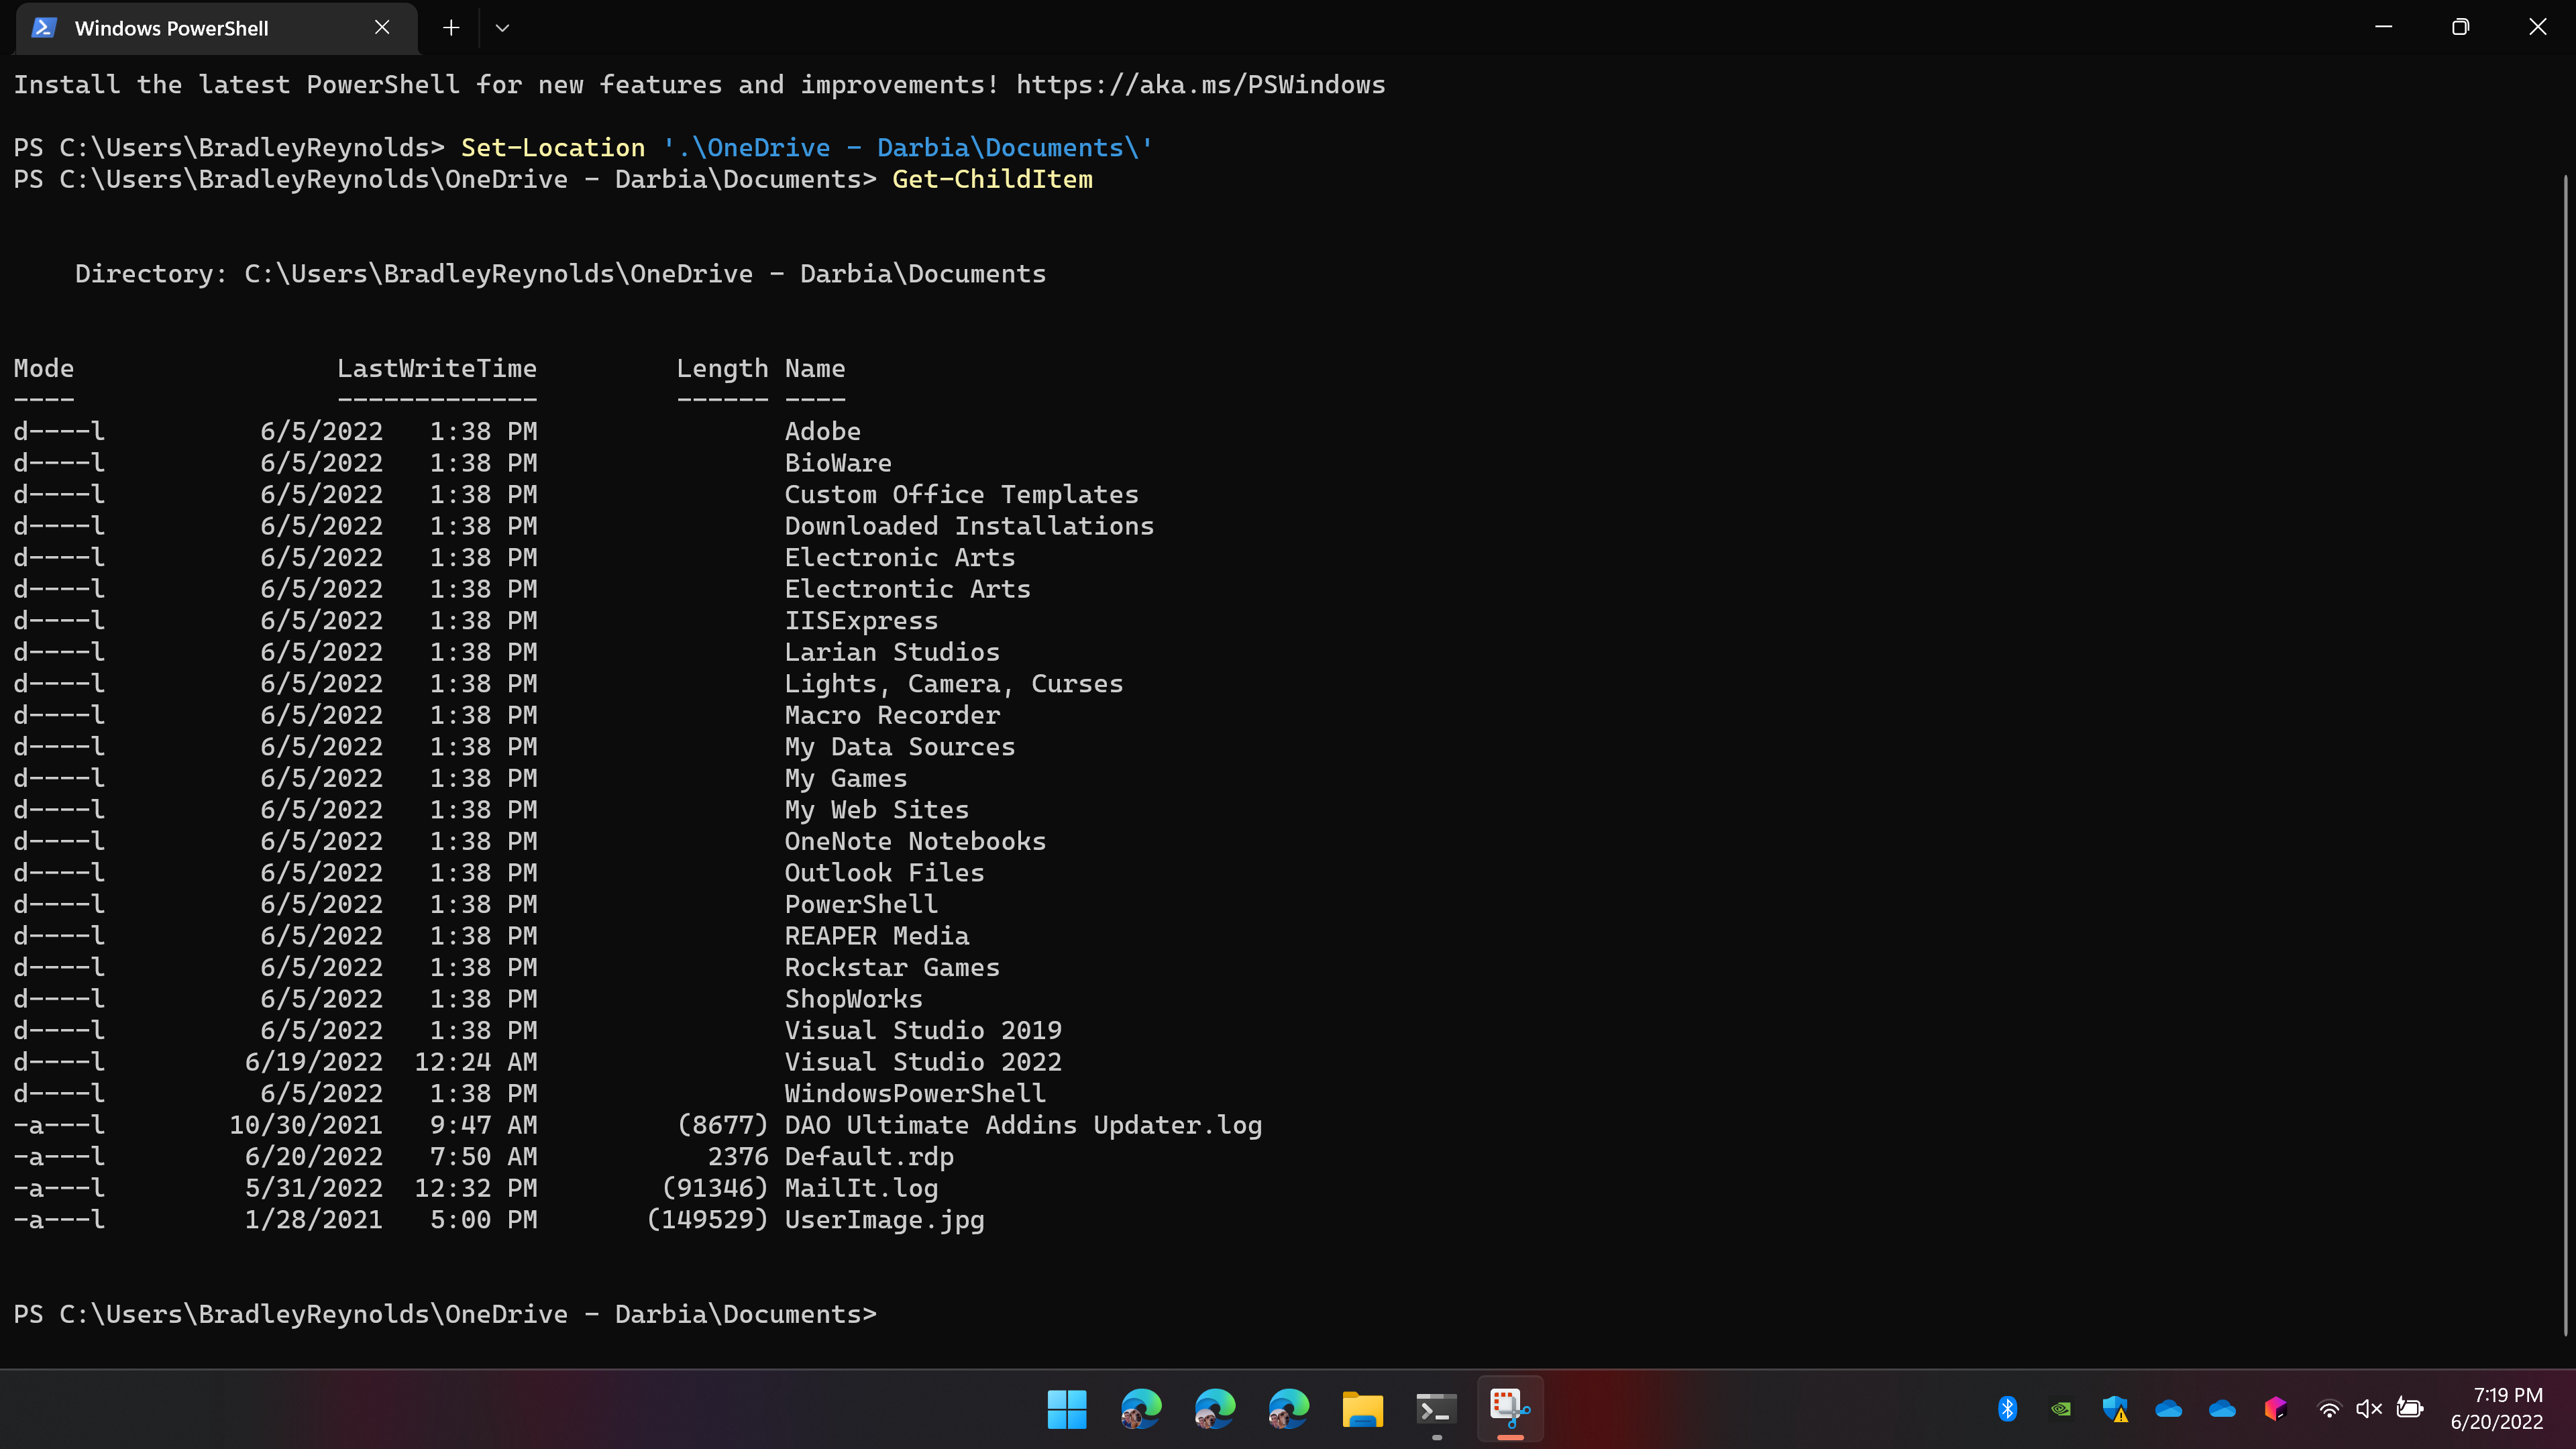 Windows PowerShell
Install the latest PowerShell for new features and improvements! https://aka.ms/PSWindows
PS C:\Users\BradleyReynolds> Set-Location '.\OneDrive - Darbia\Documents\'
PS C:\Users\BradleyReynolds\OneDrive - Darbia\Documents> Get-ChildItem
Directory: C:\Users\BradleyReynolds\OneDrive - Darbia\Documents
Mode                 LastWriteTime         Length Name
----                 -------------         ------ ----
d----l          6/5/2022   1:38 PM                Adobe
d----l          6/5/2022   1:38 PM                BioWare
d----l          6/5/2022   1:38 PM                Custom Office Templates
d----l          6/5/2022   1:38 PM                Downloaded Installations
d----l          6/5/2022   1:38 PM                Electronic Arts
d----l          6/5/2022   1:38 PM                Electrontic Arts
d----l          6/5/2022   1:38 PM                IISExpress
d----l          6/5/2022   1:38 PM                Larian Studios
d----l          6/5/2022   1:38 PM                Lights, Camera, Curses
d----l          6/5/2022   1:38 PM                Macro Recorder
d----l          6/5/2022   1:38 PM                My Data Sources
d----l          6/5/2022   1:38 PM                My Games
d----l          6/5/2022   1:38 PM                My Web Sites
d----l          6/5/2022   1:38 PM                OneNote Notebooks
d----l          6/5/2022   1:38 PM                Outlook Files
d----l          6/5/2022   1:38 PM                PowerShell
d----l          6/5/2022   1:38 PM                REAPER Media
d----l          6/5/2022   1:38 PM                Rockstar Games
d----l          6/5/2022   1:38 PM                ShopWorks
d----l          6/5/2022   1:38 PM                Visual Studio 2019
d----l         6/19/2022  12:24 AM                Visual Studio 2022
d----l          6/5/2022   1:38 PM                WindowsPowerShell
-a---l        10/30/2021   9:47 AM         (8677) DAO Ultimate Addins Updater.log
-a---l         6/20/2022   7:50 AM           2376 Default.rdp
-a---l         5/31/2022  12:32 PM        (91346) MailIt.log
-a---l         1/28/2021   5:00 PM       (149529) UserImage.jpg
PS C:\Users\BradleyReynolds\OneDrive - Darbia\Documents>
7:19 PM
6/20/2022